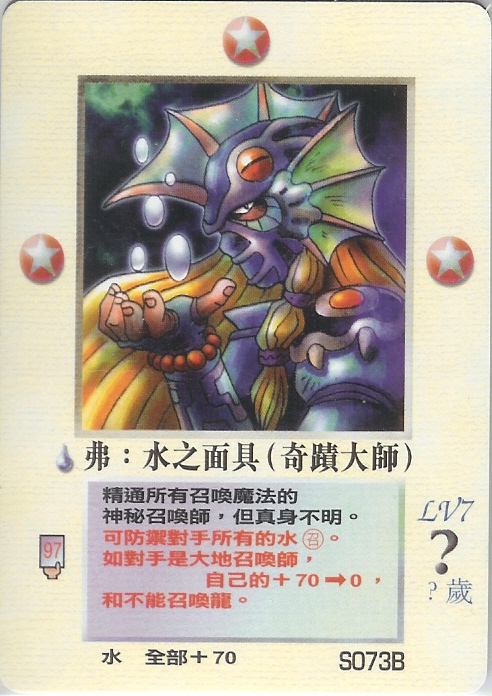 弗：水之面具(奇蹟大師)
精通所有召喚魔法的
神秘召喚師，但真身不明。
可防禦對手所有的水㊅。
如對手是大地召喚師，
自己的＋70➡0，
和不能召喚龍。
97
LV7
?
?歲
水 全部＋70
S073B